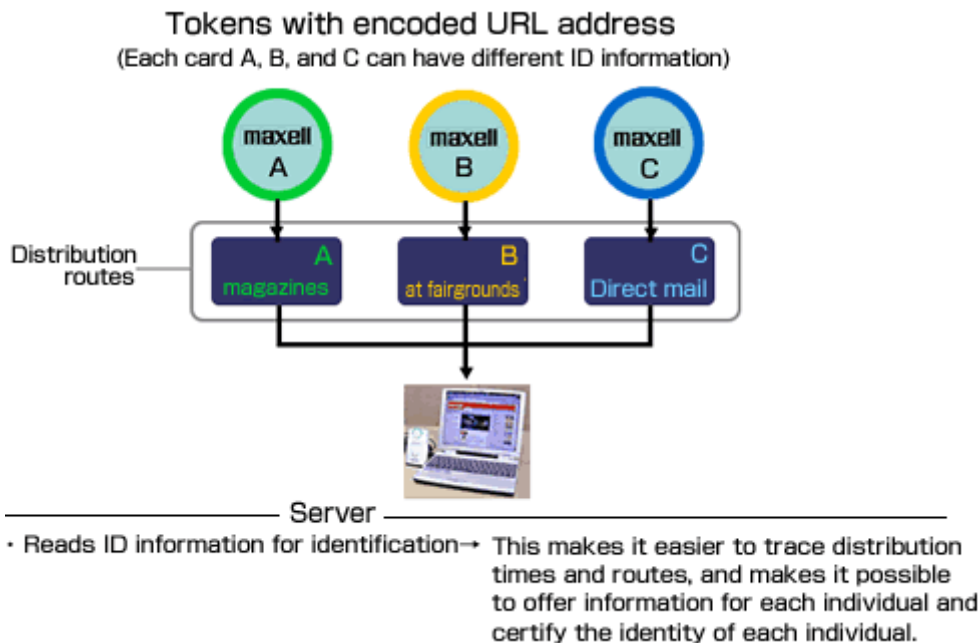 Tokens with encoded URL address
(Each card A, B, and C can have different ID information)
maxell
A
maxell
B
maxell
C
Distribution
routes
A
magazines
B
at fairgrounds
C
Direct mail
Server
· Reads ID information for identification→
This makes it easier to trace distribution
times and routes, and makes it possible
to offer information for each individual and
certify the identity of each individual.